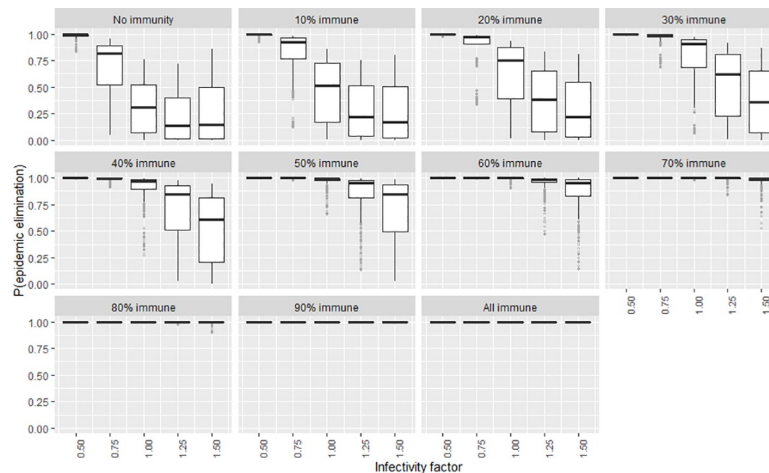 No immunity
10% immune
20% immune
30% immune
1.00
0.75
0.50
0.25
0.00
40% immune
50% immune
60% immune
70% immune
1.00
0.75
0.50
0.25
0.00
P(epidemic elimination)
80% immune
90% immune
All immune
0.50
0.75
1.00
1.25
1.50
1.00
0.75
0.50
0.25
0.00
0.50
0.75
1.00
1.25
1.50
0.50
0.75
1.00
1.25
1.50
0.50
0.75
1.00
1.25
1.50
Infectivity factor